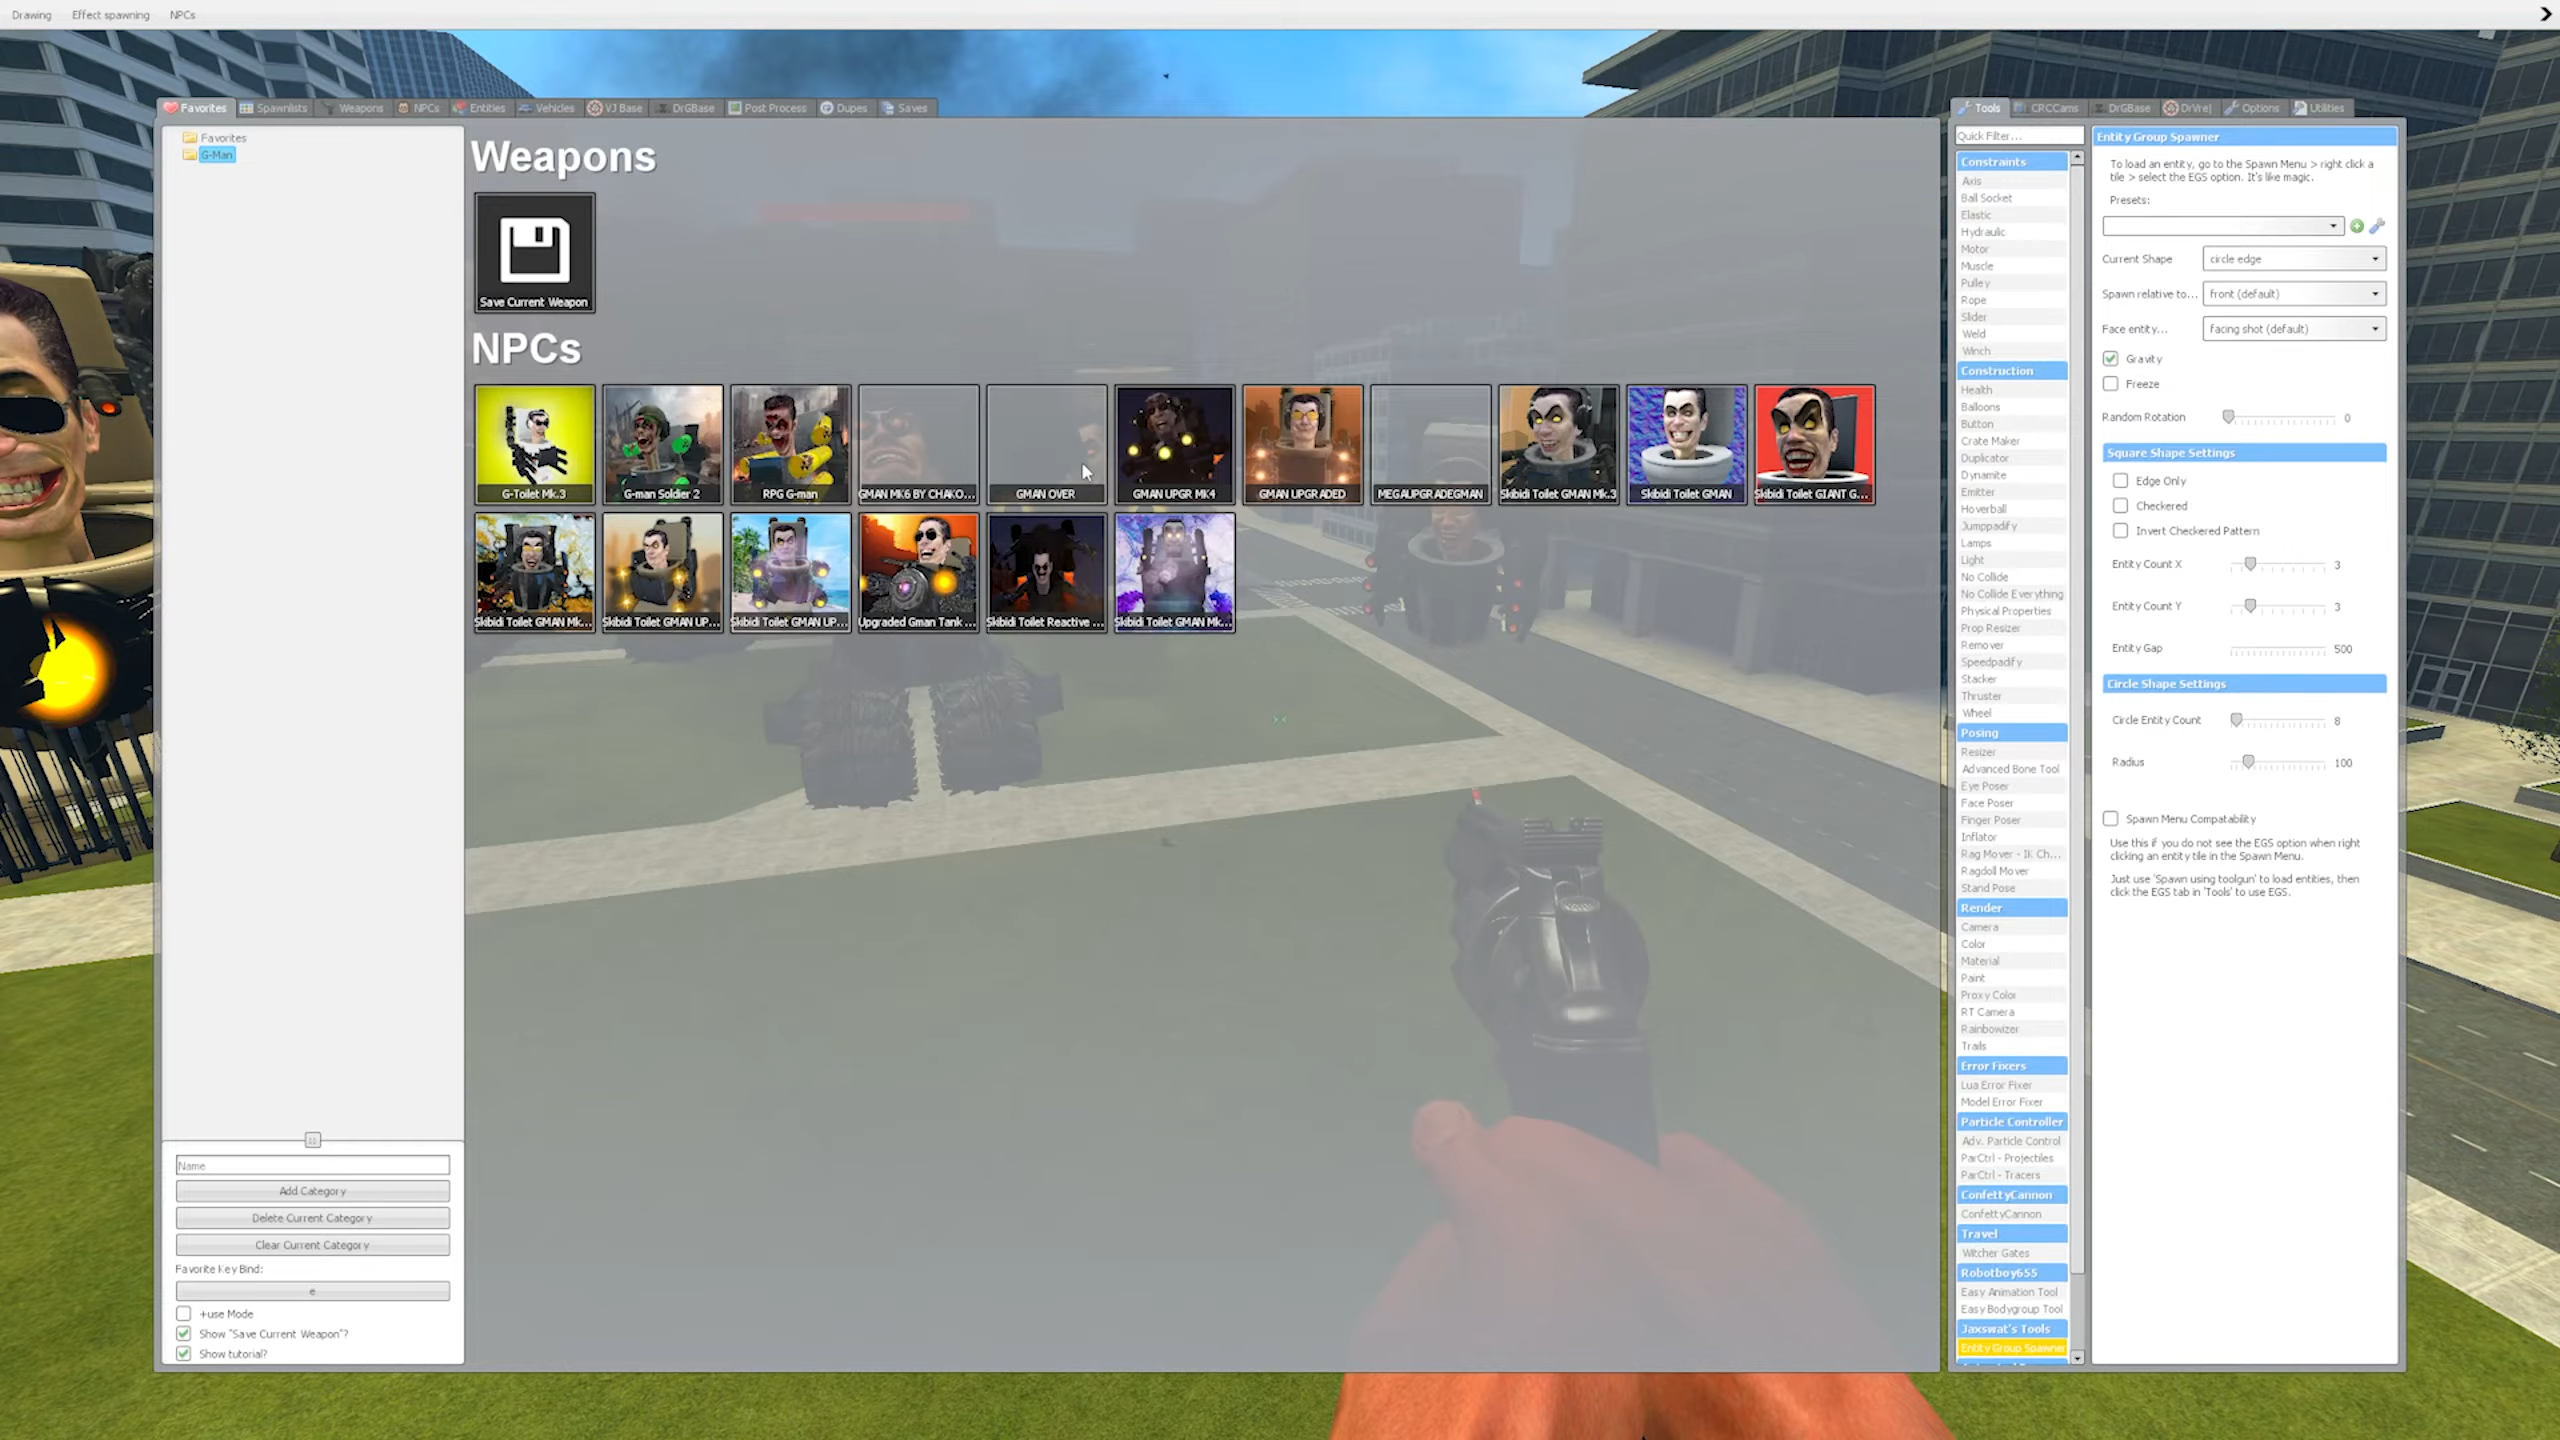 Drawing Effect spawning NPCs
Favorites Spawnlists Weapons NPCs Entities Vehicles VJ Base DrGBase Post Process Dupes Saves
Favorites
G-Man
Weapons
Save Current Weapon
NPCs
G-Toilet Mk.3 G-man Soldier 2 RPG G-man GMAN MK6 BY CHAKO... GMAN OVER GMAN UPGR MK4 GMAN UPGRADED MEGAUPGRADEGMAN Skibidi Toilet GMAN Mk.3 Skibidi Toilet GMAN Skibidi Toilet GIANT G...
Skibidi Toilet GMAN Mk... Skibidi Toilet GMAN UP... Skibidi Toilet GMAN UP... Upgraded Gman Tank ... Skibidi Toilet Reactive ... Skibidi Toilet GMAN Mk...
Name
Add Category
Delete Current Category
Clear Current Category
Favorite Key Bind:
e
+use Mode
Show "Save Current Weapon"?
Show tutorial?
Tools CRCCams DrGBase DrVrej Options Utilities
Quick Filter...
Constraints
Axis
Ball Socket
Elastic
Hydraulic
Motor
Muscle
Pulley
Rope
Slider
Weld
Winch
Construction
Health
Balloons
Button
Crate Maker
Duplicator
Dynamite
Emitter
Hoverball
Jumppadify
Lamps
Light
No Collide
No Collide Everything
Physical Properties
Prop Resizer
Remover
Speedpadify
Stacker
Thruster
Wheel
Posing
Resizer
Advanced Bone Tool
Eye Poser
Face Poser
Finger Poser
Inflator
Rag Mover - IK Ch...
Ragdoll Mover
Stand Pose
Render
Camera
Color
Material
Paint
Proxy Color
RT Camera
Rainbowizer
Trails
Error Fixers
Lua Error Fixer
Model Error Fixer
Particle Controller
Adv. Particle Control
ParCtrl - Projectiles
ParCtrl - Tracers
ConfettyCannon
ConfettyCannon
Travel
Witcher Gates
Robotboy655
Easy Animation Tool
Easy Bodygroup Tool
Jaxswat's Tools
Entity Group Spawner
Entity Group Spawner
To load an entity, go to the Spawn Menu > right click a
tile > select the EGS option. It's like magic.
Presets:
Current Shape circle edge
Spawn relative to... front (default)
Face entity... facing shot (default)
Gravity
Freeze
Random Rotation 0
Square Shape Settings
Edge Only
Checkered
Invert Checkered Pattern
Entity Count X 3
Entity Count Y 3
Entity Gap 500
Circle Shape Settings
Circle Entity Count 8
Radius 100
Spawn Menu Compatability
Use this if you do not see the EGS option when right
clicking an entity tile in the Spawn Menu.
Just use 'Spawn using toolgun' to load entities, then
click the EGS tab in 'Tools' to use EGS.